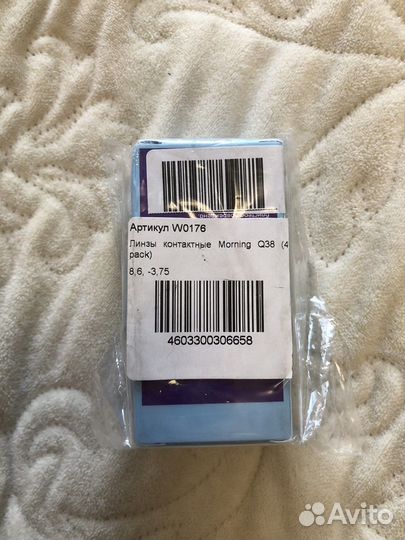 Артикул W0176
Линзы контактные Morning Q38 (4
pack)
8,6, -3,75
4603300306658
Avito